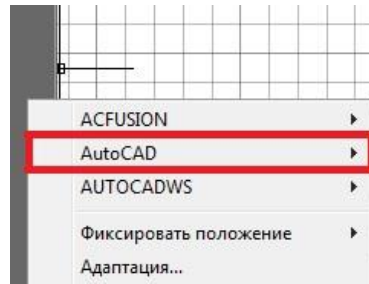 ACFUSION
AutoCAD
AUTOCADWS
Фиксировать положение
Адаптация...